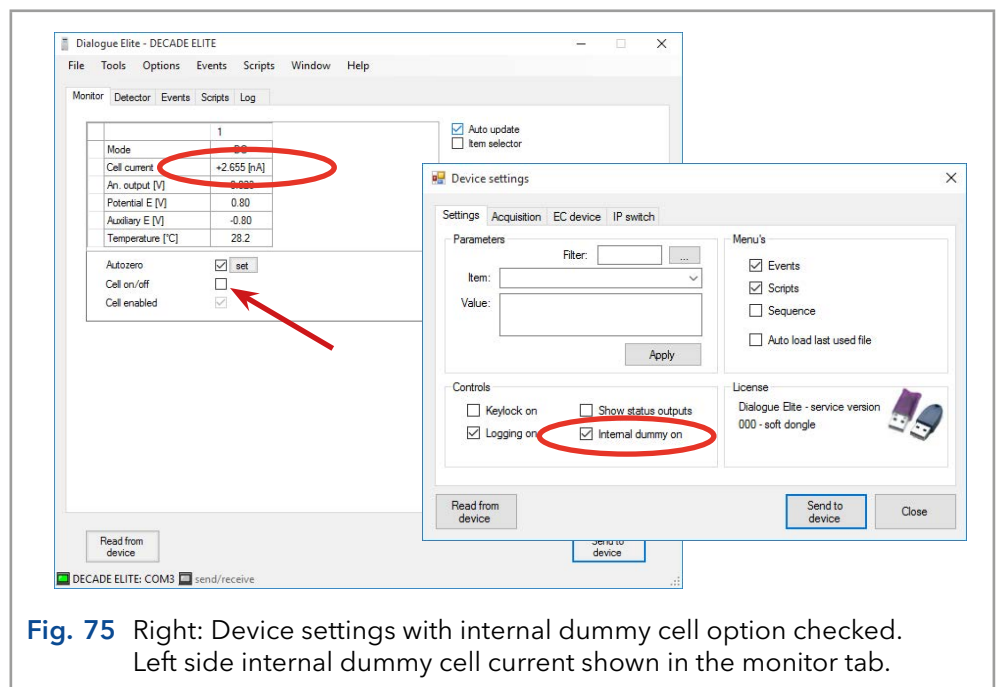 Dialogue Elite - DECADE ELITE
File Tools Options Events Scripts Window Help
Monitor Detector Events Scripts Log
1
Mode
Cell current +2.655 [nA]
An. output [V]
Potential E [V] 0.80
Auxiliary E [V] -0.80
Temperature [°C] 28.2
Autozero set
Cell on/off
Cell enabled
Auto update
Item selector
Read from
device
Send to
device
DECADE ELITE: COM3 send/receive
Device settings
Settings Acquisition EC device IP switch
Parameters
Filter: ...
Item:
Value:
Apply
Menu's
Events
Scripts
Sequence
Auto load last used file
Controls
Keylock on Show status outputs
Logging on Internal dummy on
License
Dialogue Elite - service version
000 - soft dongle
Read from
device
Send to
device
Close
Fig. 75 Right: Device settings with internal dummy cell option checked.
Left side internal dummy cell current shown in the monitor tab.